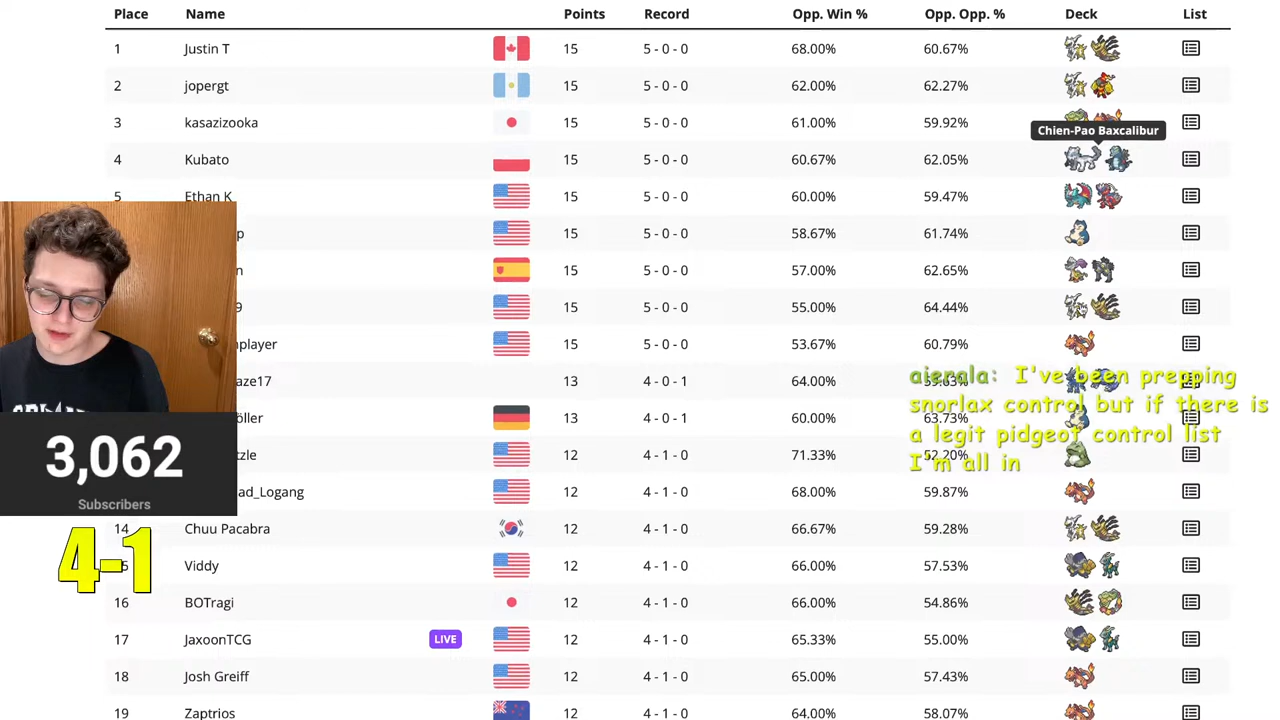 Place Name Points Record Opp. Win % Opp. Opp. % Deck List
1 Justin T 15 5 - 0 - 0 68.00% 60.67%
2 jopergt 15 5 - 0 - 0 62.00% 62.27%
3 kasazizooka 15 5 - 0 - 0 61.00% 59.92%
Chien-Pao Baxcalibur
4 Kubato 15 5 - 0 - 0 60.67% 62.05%
5 Ethan K 15 5 - 0 - 0 60.00% 59.47%
p 15 5 - 0 - 0 58.67% 61.74%
n 15 5 - 0 - 0 57.00% 62.65%
9 15 5 - 0 - 0 55.00% 64.44%
player 15 5 - 0 - 0 53.67% 60.79%
aze17 13 4 - 0 - 1 64.00%
aierala: I've been prepping
snorlax control but if there is
a legit pidgeot control list
I'm all in
öller 13 4 - 0 - 1 60.00% 63.73%
zle 12 4 - 1 - 0 71.33% 52.20%
ad_Logang 12 4 - 1 - 0 68.00% 59.87%
3,062
Subscribers
4-1
14 Chuu Pacabra 12 4 - 1 - 0 66.67% 59.28%
Viddy 12 4 - 1 - 0 66.00% 57.53%
16 BOTragi 12 4 - 1 - 0 66.00% 54.86%
17 JaxoonTCG LIVE 12 4 - 1 - 0 65.33% 55.00%
18 Josh Greiff 12 4 - 1 - 0 65.00% 57.43%
19 Zaptrios 12 4 - 1 - 0 64.00% 58.07%